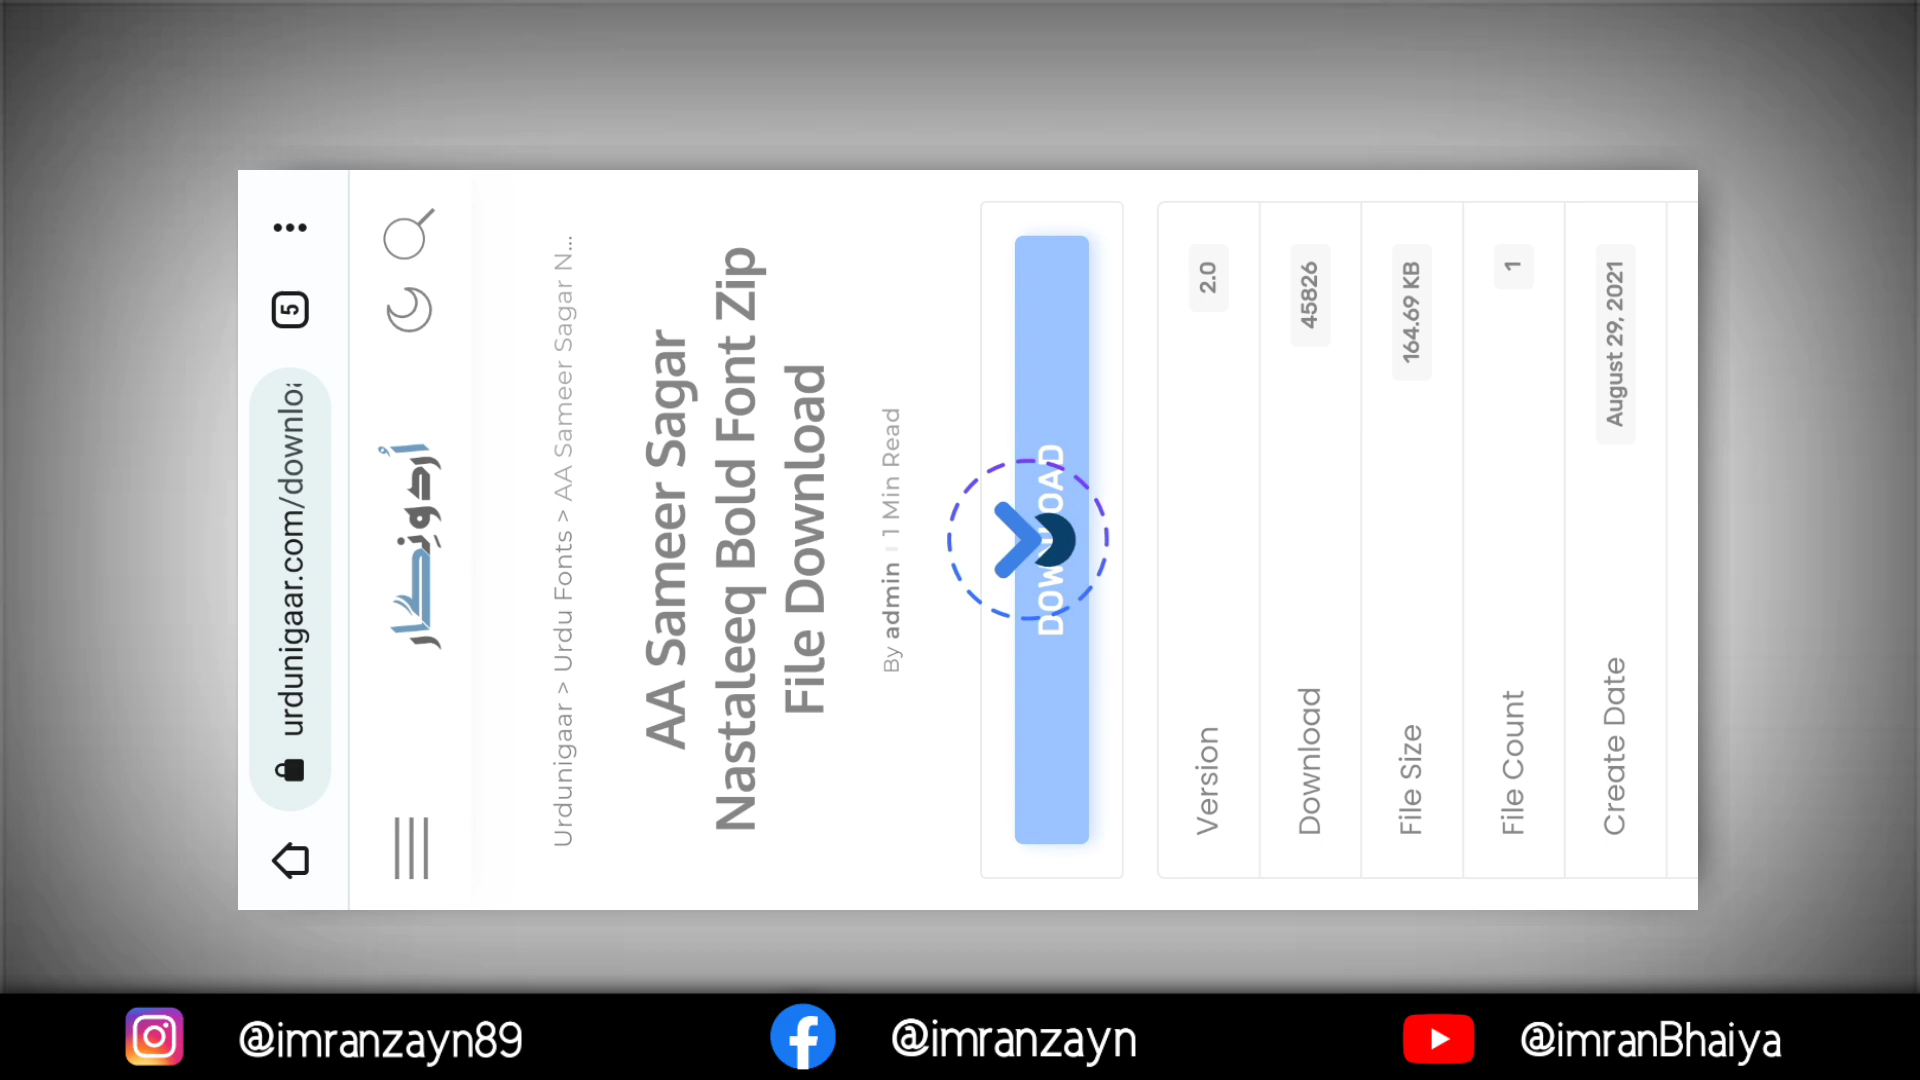 urdunigaar.com/downloa
5
اُردو نِگار
Urdunigaar > Urdu Fonts > AA Sameer Sagar N...
AA Sameer Sagar
Nastaleeq Bold Font Zip
File Download
By admin 1 Min Read
DOWNLOAD
Version 2.0
Download 45826
File Size 164.69 KB
File Count 1
Create Date August 29, 2021
@imranzayn89
@imranzayn
@imranBhaiya